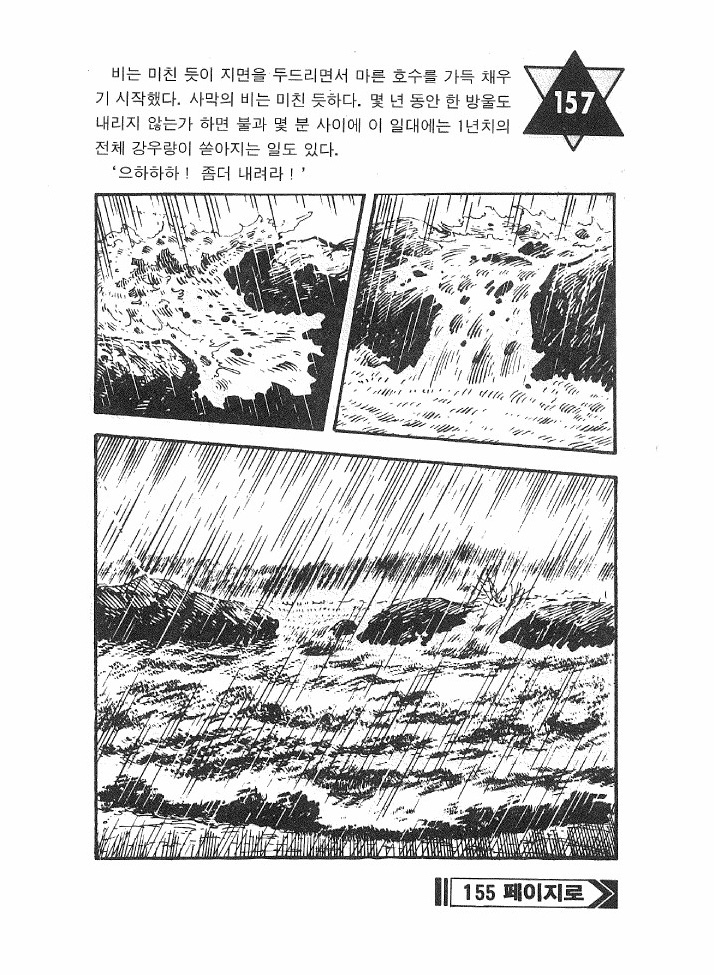 비는 미친 듯이 지면을 두드리면서 마른 호수를 가득 채우
기 시작했다. 사막의 비는 미친 듯하다. 몇 년 동안 한 방울도
내리지 않는가 하면 불과 몇 분 사이에 이 일대에는 1년치의
전체 강우량이 쏟아지는 일도 있다.
‘으하하하! 좀더 내려라!’
157
155 페이지로